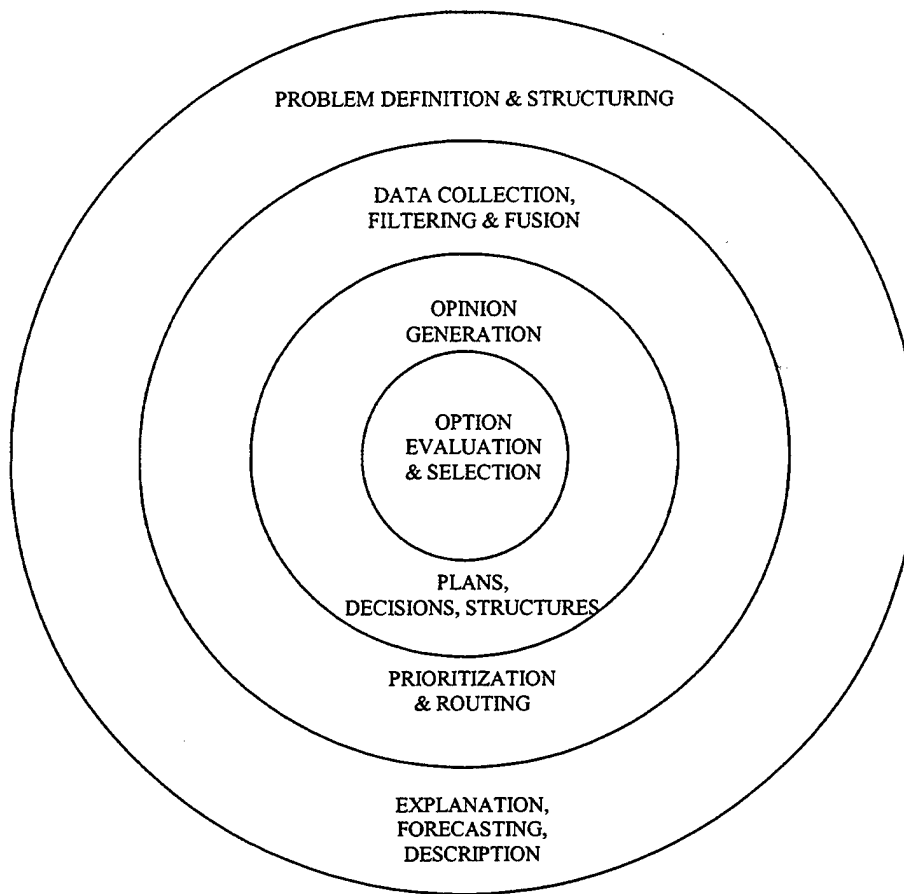 PROBLEM DEFINITION & STRUCTURING
DATA COLLECTION,
FILTERING & FUSION
OPINION
GENERATION
OPTION
EVALUATION
& SELECTION
PLANS,
DECISIONS, STRUCTURES
PRIORITIZATION
& ROUTING
EXPLANATION,
FORECASTING,
DESCRIPTION